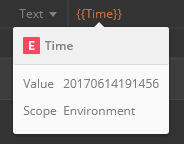 Text {{Time}}
E Time
Value 20170614191456
Scope Environment